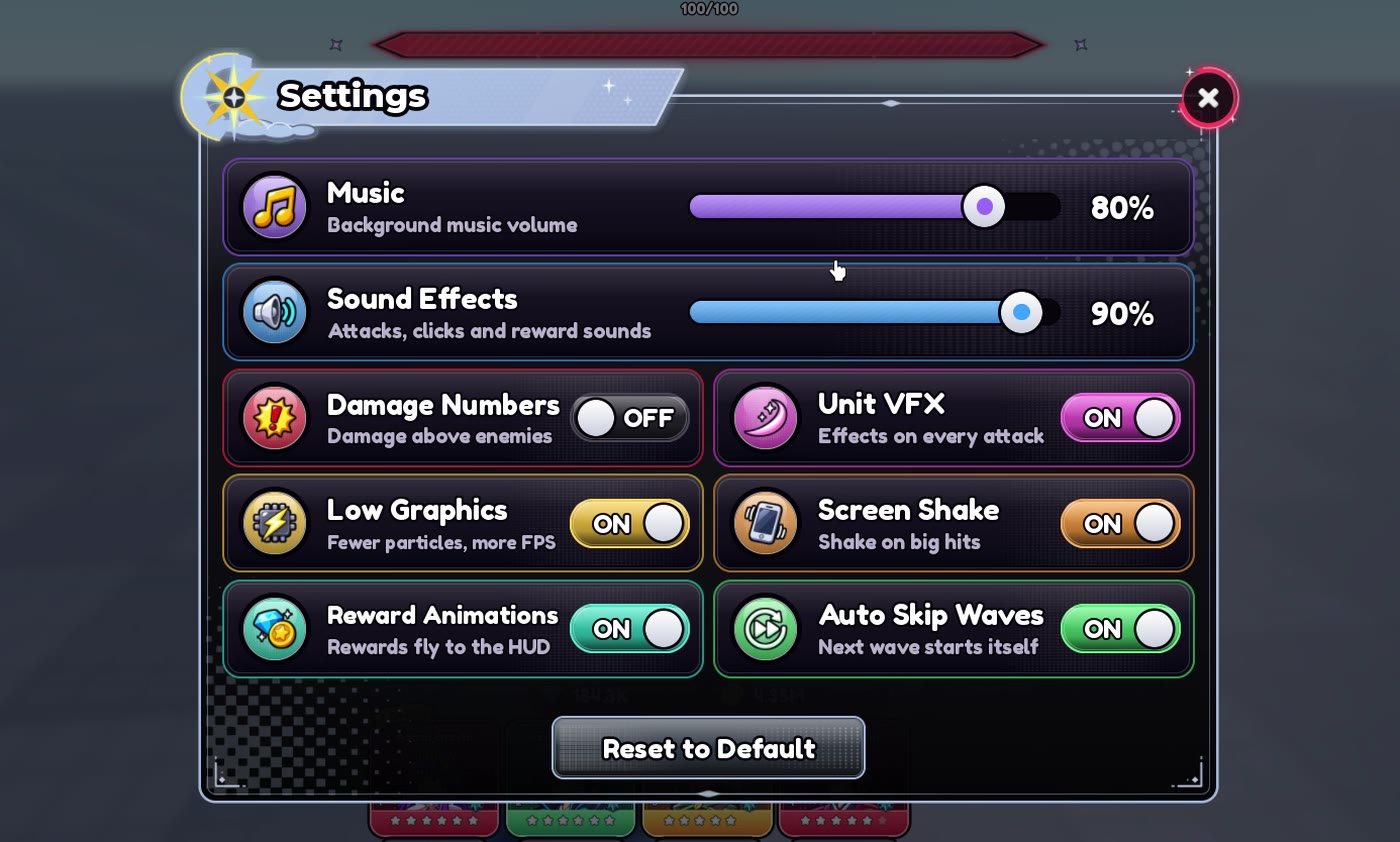 100/100
Settings
Music
Background music volume
80%
Sound Effects
Attacks, clicks and reward sounds
90%
Damage Numbers
Damage above enemies
OFF
Unit VFX
Effects on every attack
ON
Low Graphics
Fewer particles, more FPS
ON
Screen Shake
Shake on big hits
ON
Reward Animations
Rewards fly to the HUD
ON
Auto Skip Waves
Next wave starts itself
ON
Reset to Default